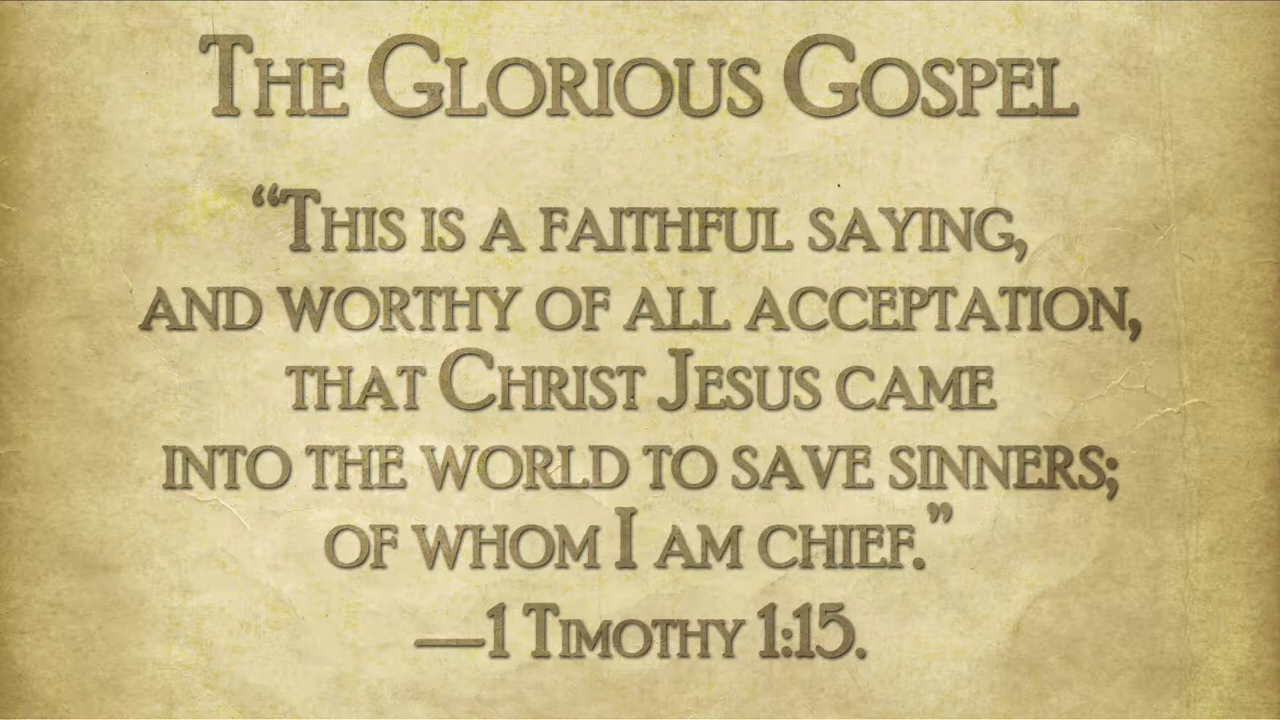 The Glorious Gospel
“This is a faithful saying,
and worthy of all acceptation,
that Christ Jesus came
into the world to save sinners;
of whom I am chief.”
—1 Timothy 1:15.